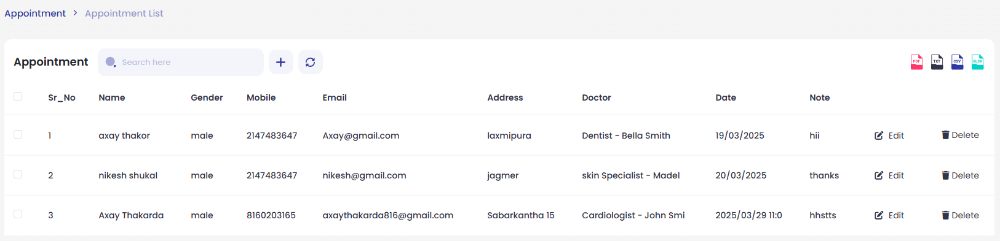 Appointment > Appointment List
Appointment Search here PDF TXT CSV XLSX
Sr_No Name Gender Mobile Email Address Doctor Date Note
1 axay thakor male 2147483647 Axay@gmail.com laxmipura Dentist - Bella Smith 19/03/2025 hii Edit Delete
2 nikesh shukal male 2147483647 nikesh@gmail.com jagmer skin Specialist - Madel 20/03/2025 thanks Edit Delete
3 Axay Thakarda male 8160203165 axaythakarda816@gmail.com Sabarkantha 15 Cardiologist - John Smi 2025/03/29 11:0 hhstts Edit Delete